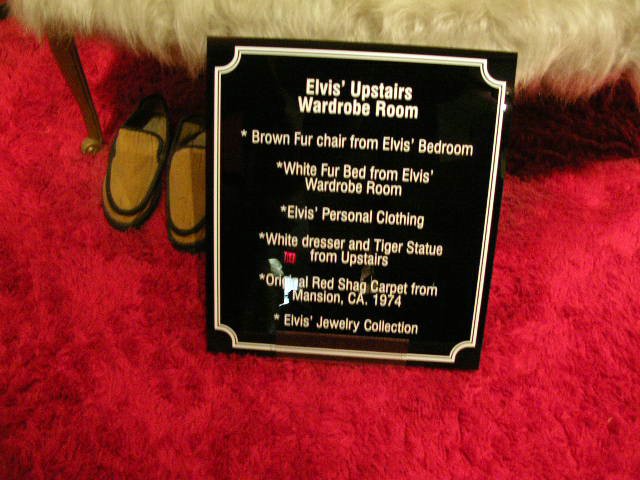 Elvis' Upstairs
Wardrobe Room
* Brown Fur chair from Elvis' Bedroom
*White Fur Bed from Elvis'
Wardrobe Room
*Elvis' Personal Clothing
*White dresser and Tiger Statue
from Upstairs
*Original Red Shag Carpet from
Mansion, CA. 1974
* Elvis' Jewelry Collection